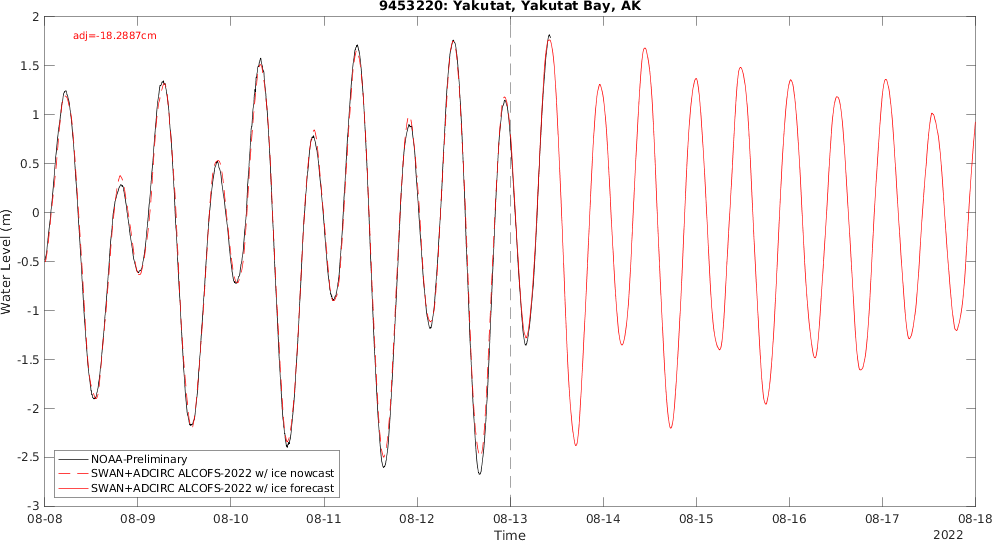 9453220: Yakutat, Yakutat Bay, AK
adj=-18.2887cm
2
1.5
1
0.5
0
-0.5
-1
-1.5
-2
-2.5
-3
Water Level (m)
NOAA-Preliminary
SWAN+ADCIRC ALCOFS-2022 w/ ice nowcast
SWAN+ADCIRC ALCOFS-2022 w/ ice forecast
08-08 08-09 08-10 08-11 08-12 08-13 08-14 08-15 08-16 08-17 08-18
Time
2022